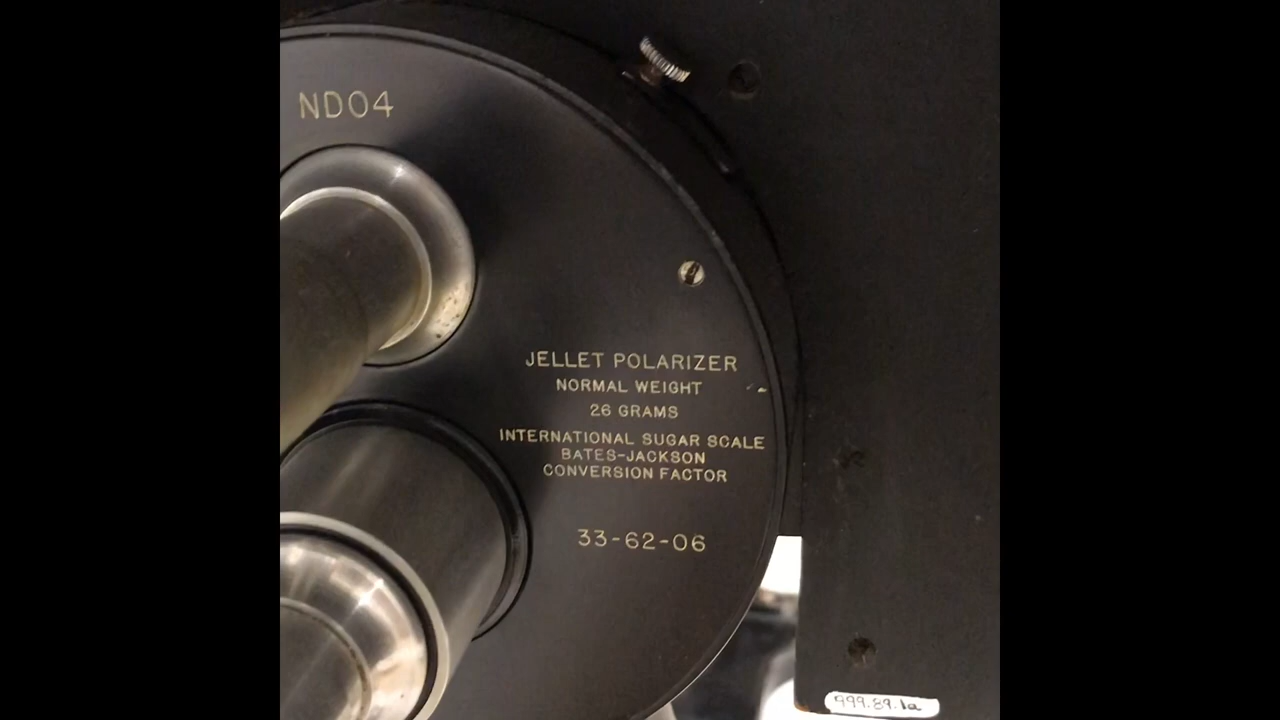 ND04
JELLET POLARIZER
NORMAL WEIGHT
26 GRAMS
INTERNATIONAL SUGAR SCALE
BATES-JACKSON
CONVERSION FACTOR
33-62-06
999.89.1a